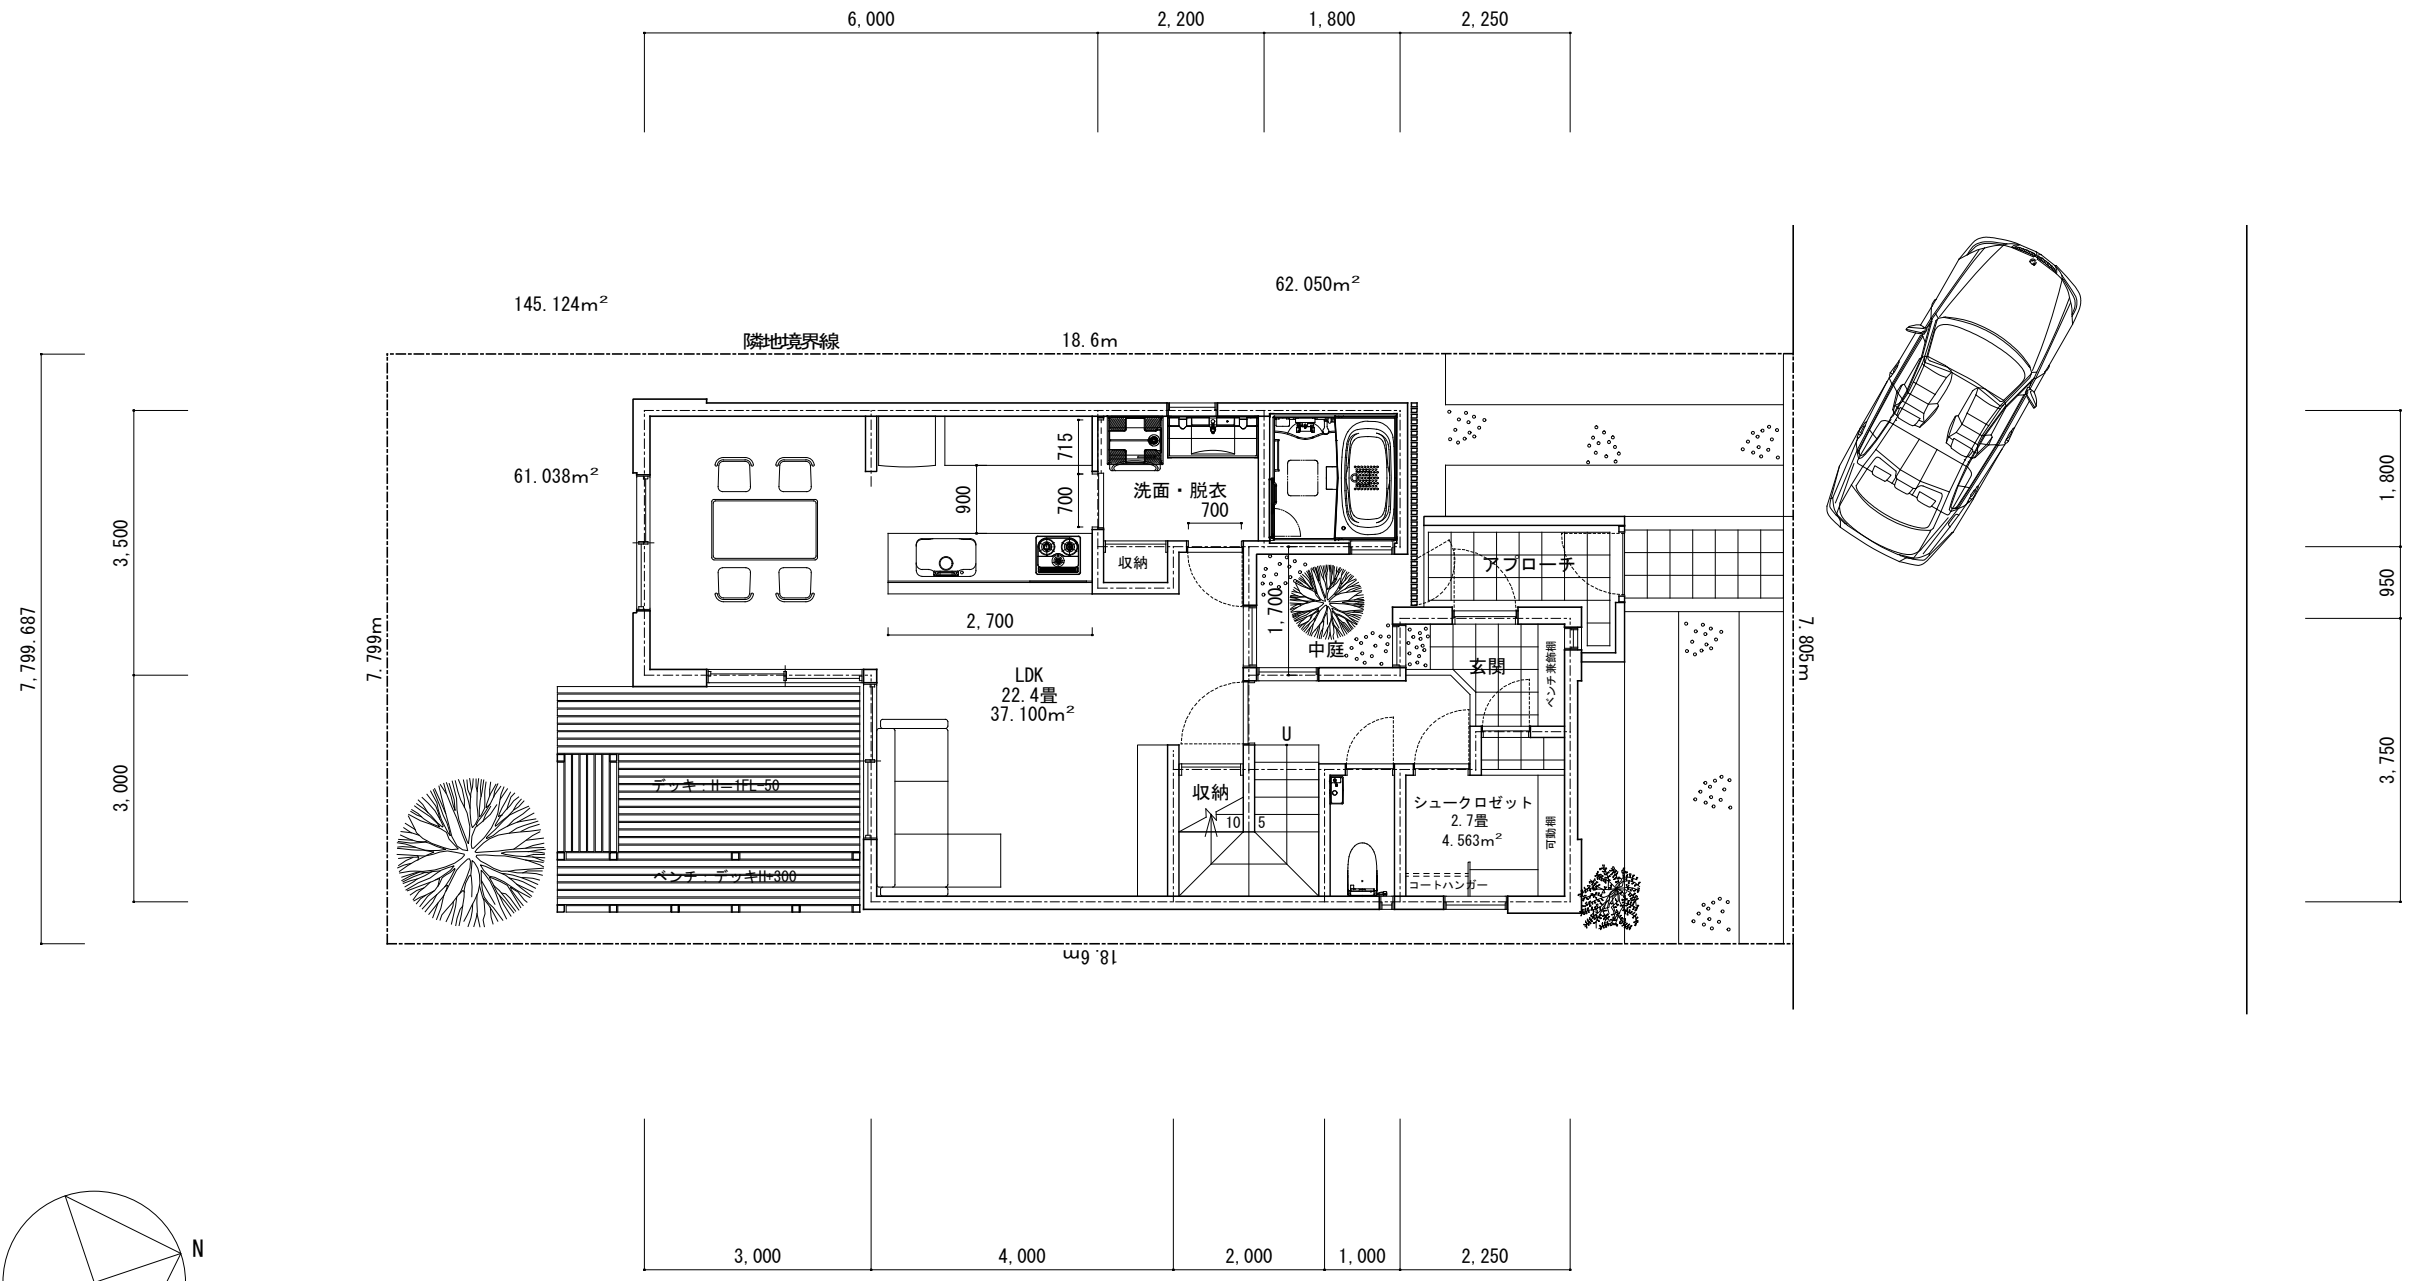 6,000
2,200
1,800
2,250
62.050m²
145.124m²
隣地境界線
18.6m
61.038m²
7,799.687
3,500
3,000
7.799m
715
900
700
洗面・脱衣
700
収納
2,700
1,700
中庭
アプローチ
玄関
ベンチ兼飾棚
LDK
22.4畳
37.100m²
U
収納
10
5
シュークロゼット
2.7畳
4.563m²
可動棚
コートハンガー
デッキ：H=1FL-50
ベンチ：デッキH+300
7.805m
1,800
950
3,750
18.6m
N
3,000
4,000
2,000
1,000
2,250